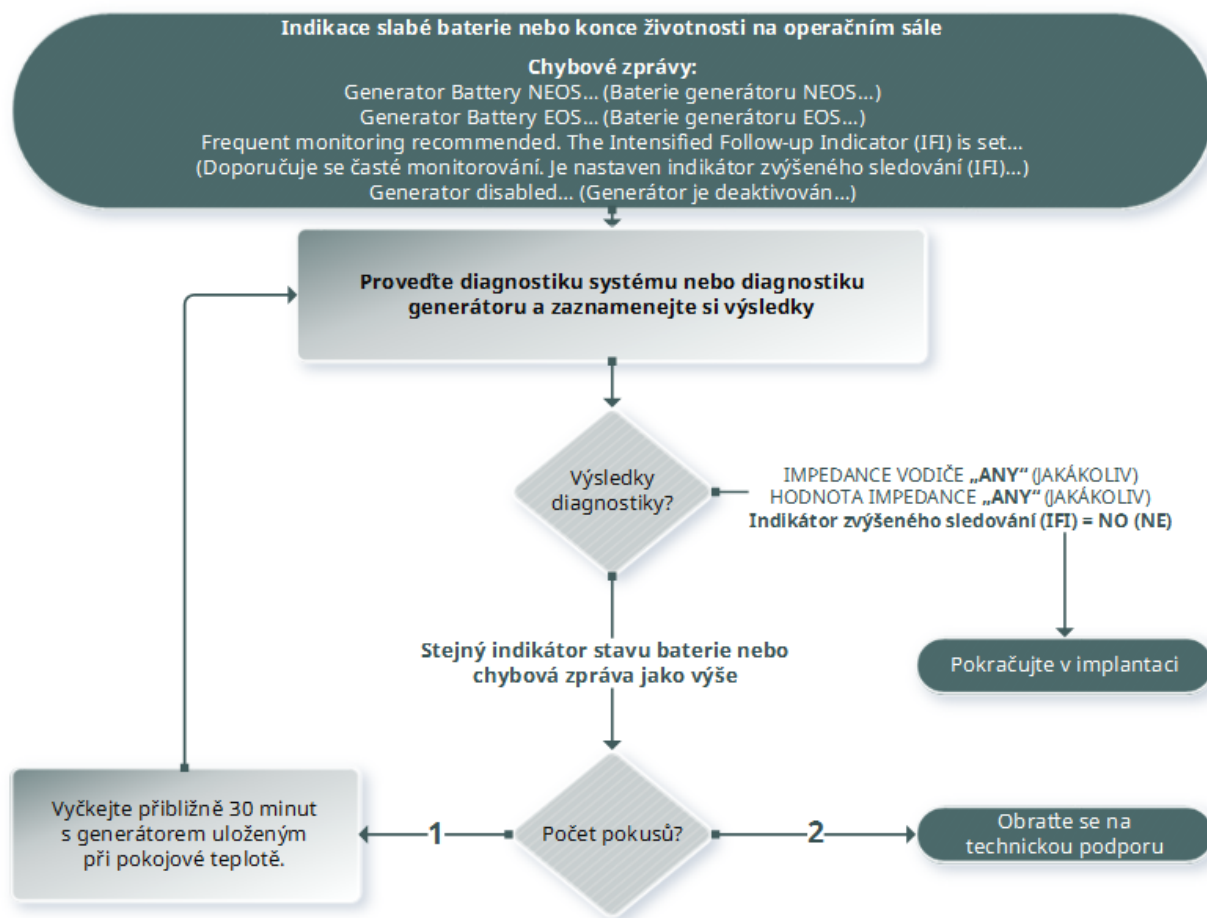 Indikace slabé baterie nebo konce životnosti na operačním sále
Chybové zprávy:
Generator Battery NEOS... (Baterie generátoru NEOS...)
Generator Battery EOS... (Baterie generátoru EOS...)
Frequent monitoring recommended. The Intensified Follow-up Indicator (IFI) is set...
(Doporučuje se časté monitorování. Je nastaven indikátor zvýšeného sledování (IFI)...)
Generator disabled... (Generátor je deaktivován...)
Proveďte diagnostiku systému nebo diagnostiku
generátoru a zaznamenejte si výsledky
Výsledky
diagnostiky?
IMPEDANCE VODIČE „ANY“ (JAKÁKOLIV)
HODNOTA IMPEDANCE „ANY“ (JAKÁKOLIV)
Indikátor zvýšeného sledování (IFI) = NO (NE)
Stejný indikátor stavu baterie nebo
chybová zpráva jako výše
Pokračujte v implantaci
Vyčkejte přibližně 30 minut
s generátorem uloženým
při pokojové teplotě.
1
Počet pokusů?
2
Obraťte se na
technickou podporu